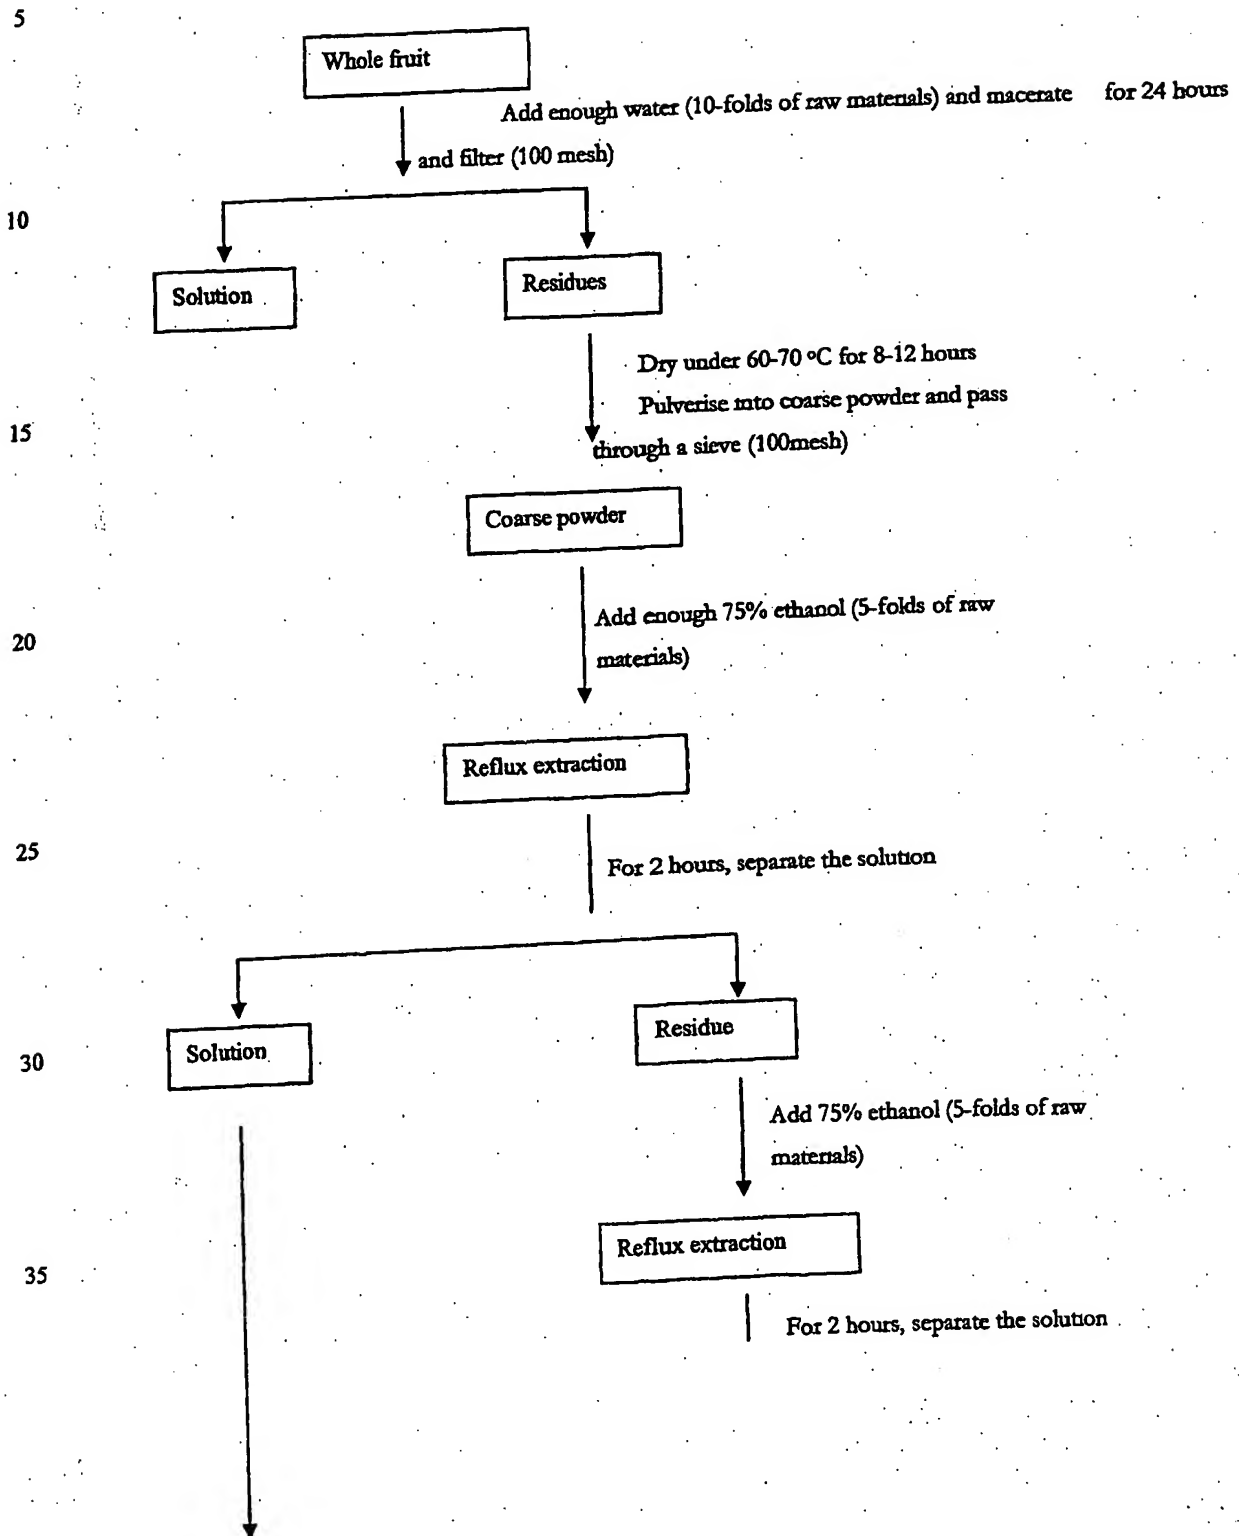 5
Whole fruit
Add enough water (10-folds of raw materials) and macerate for 24 hours
and filter (100 mesh)
10
Solution
Residues
Dry under 60-70 °C for 8-12 hours
Pulverise into coarse powder and pass
15
through a sieve (100mesh)
Coarse powder
Add enough 75% ethanol (5-folds of raw
20
materials)
Reflux extraction
25
For 2 hours, separate the solution
Residue
Solution
30
Add 75% ethanol (5-folds of raw
materials)
Reflux extraction
35
For 2 hours, separate the solution